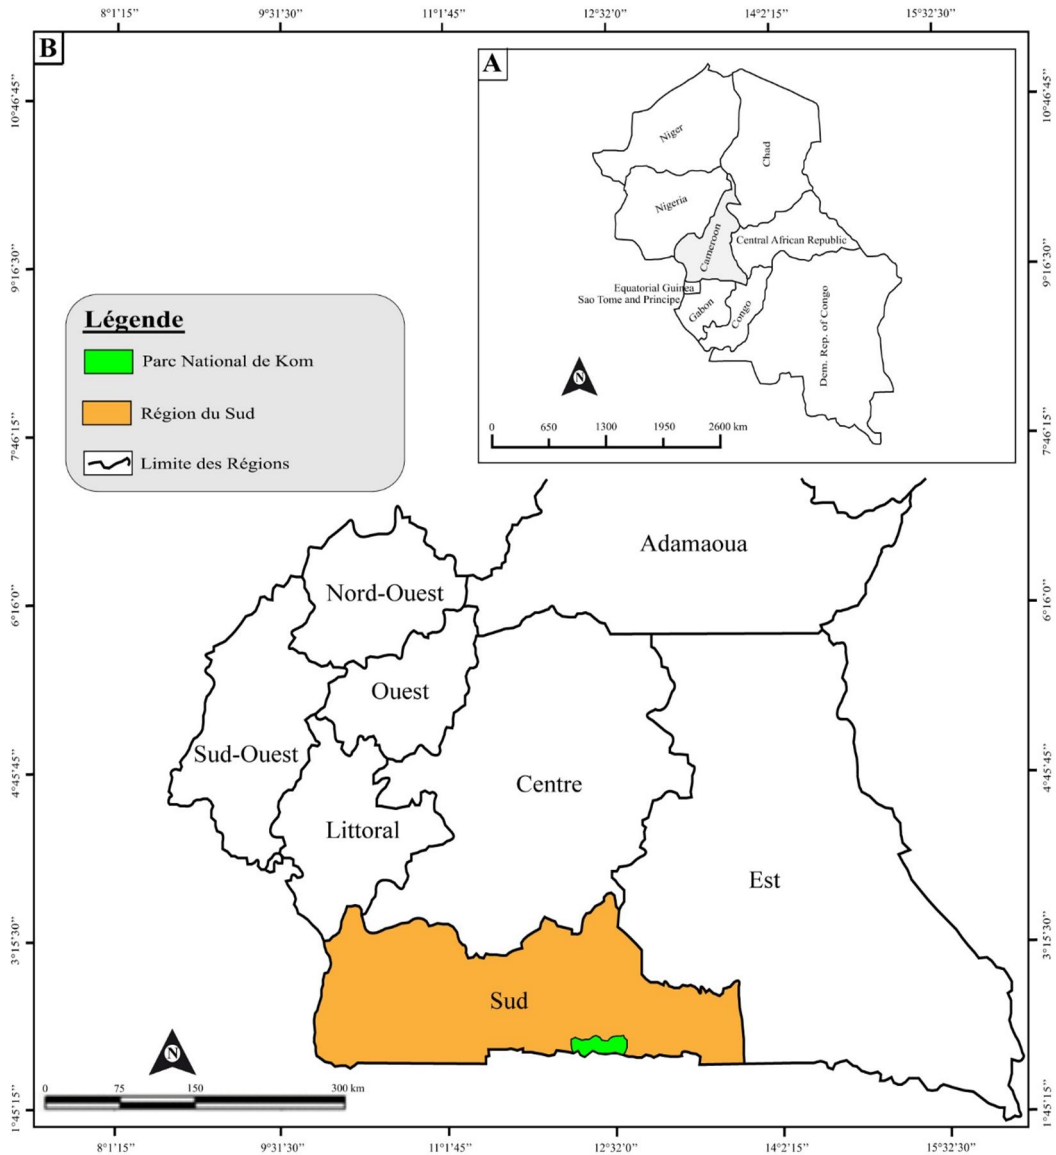 8°1'15" 9°31'30" 11°1'45" 12°32'0" 14°2'15" 15°32'30"
B
A
10°46'45" 10°46'45"
Niger
Chad
Nigeria
Cameroon
Central African Republic
9°16'30" 9°16'30"
Equatorial Guinea
Sao Tome and Principe
Gabon
Congo
Dem. Rep. of Congo
N
0 650 1300 1950 2600 km
7°46'15" 7°46'15"
Légende
Parc National de Kom
Région du Sud
Limite des Régions
Adamaoua
Nord-Ouest
6°16'0" 6°16'0"
Ouest
Sud-Ouest
4°45'45" 4°45'45"
Centre
Littoral
Est
3°15'30" 3°15'30"
Sud
N
0 75 150 300 km
1°45'15" 1°45'15"
8°1'15" 9°31'30" 11°1'45" 12°32'0" 14°2'15" 15°32'30"